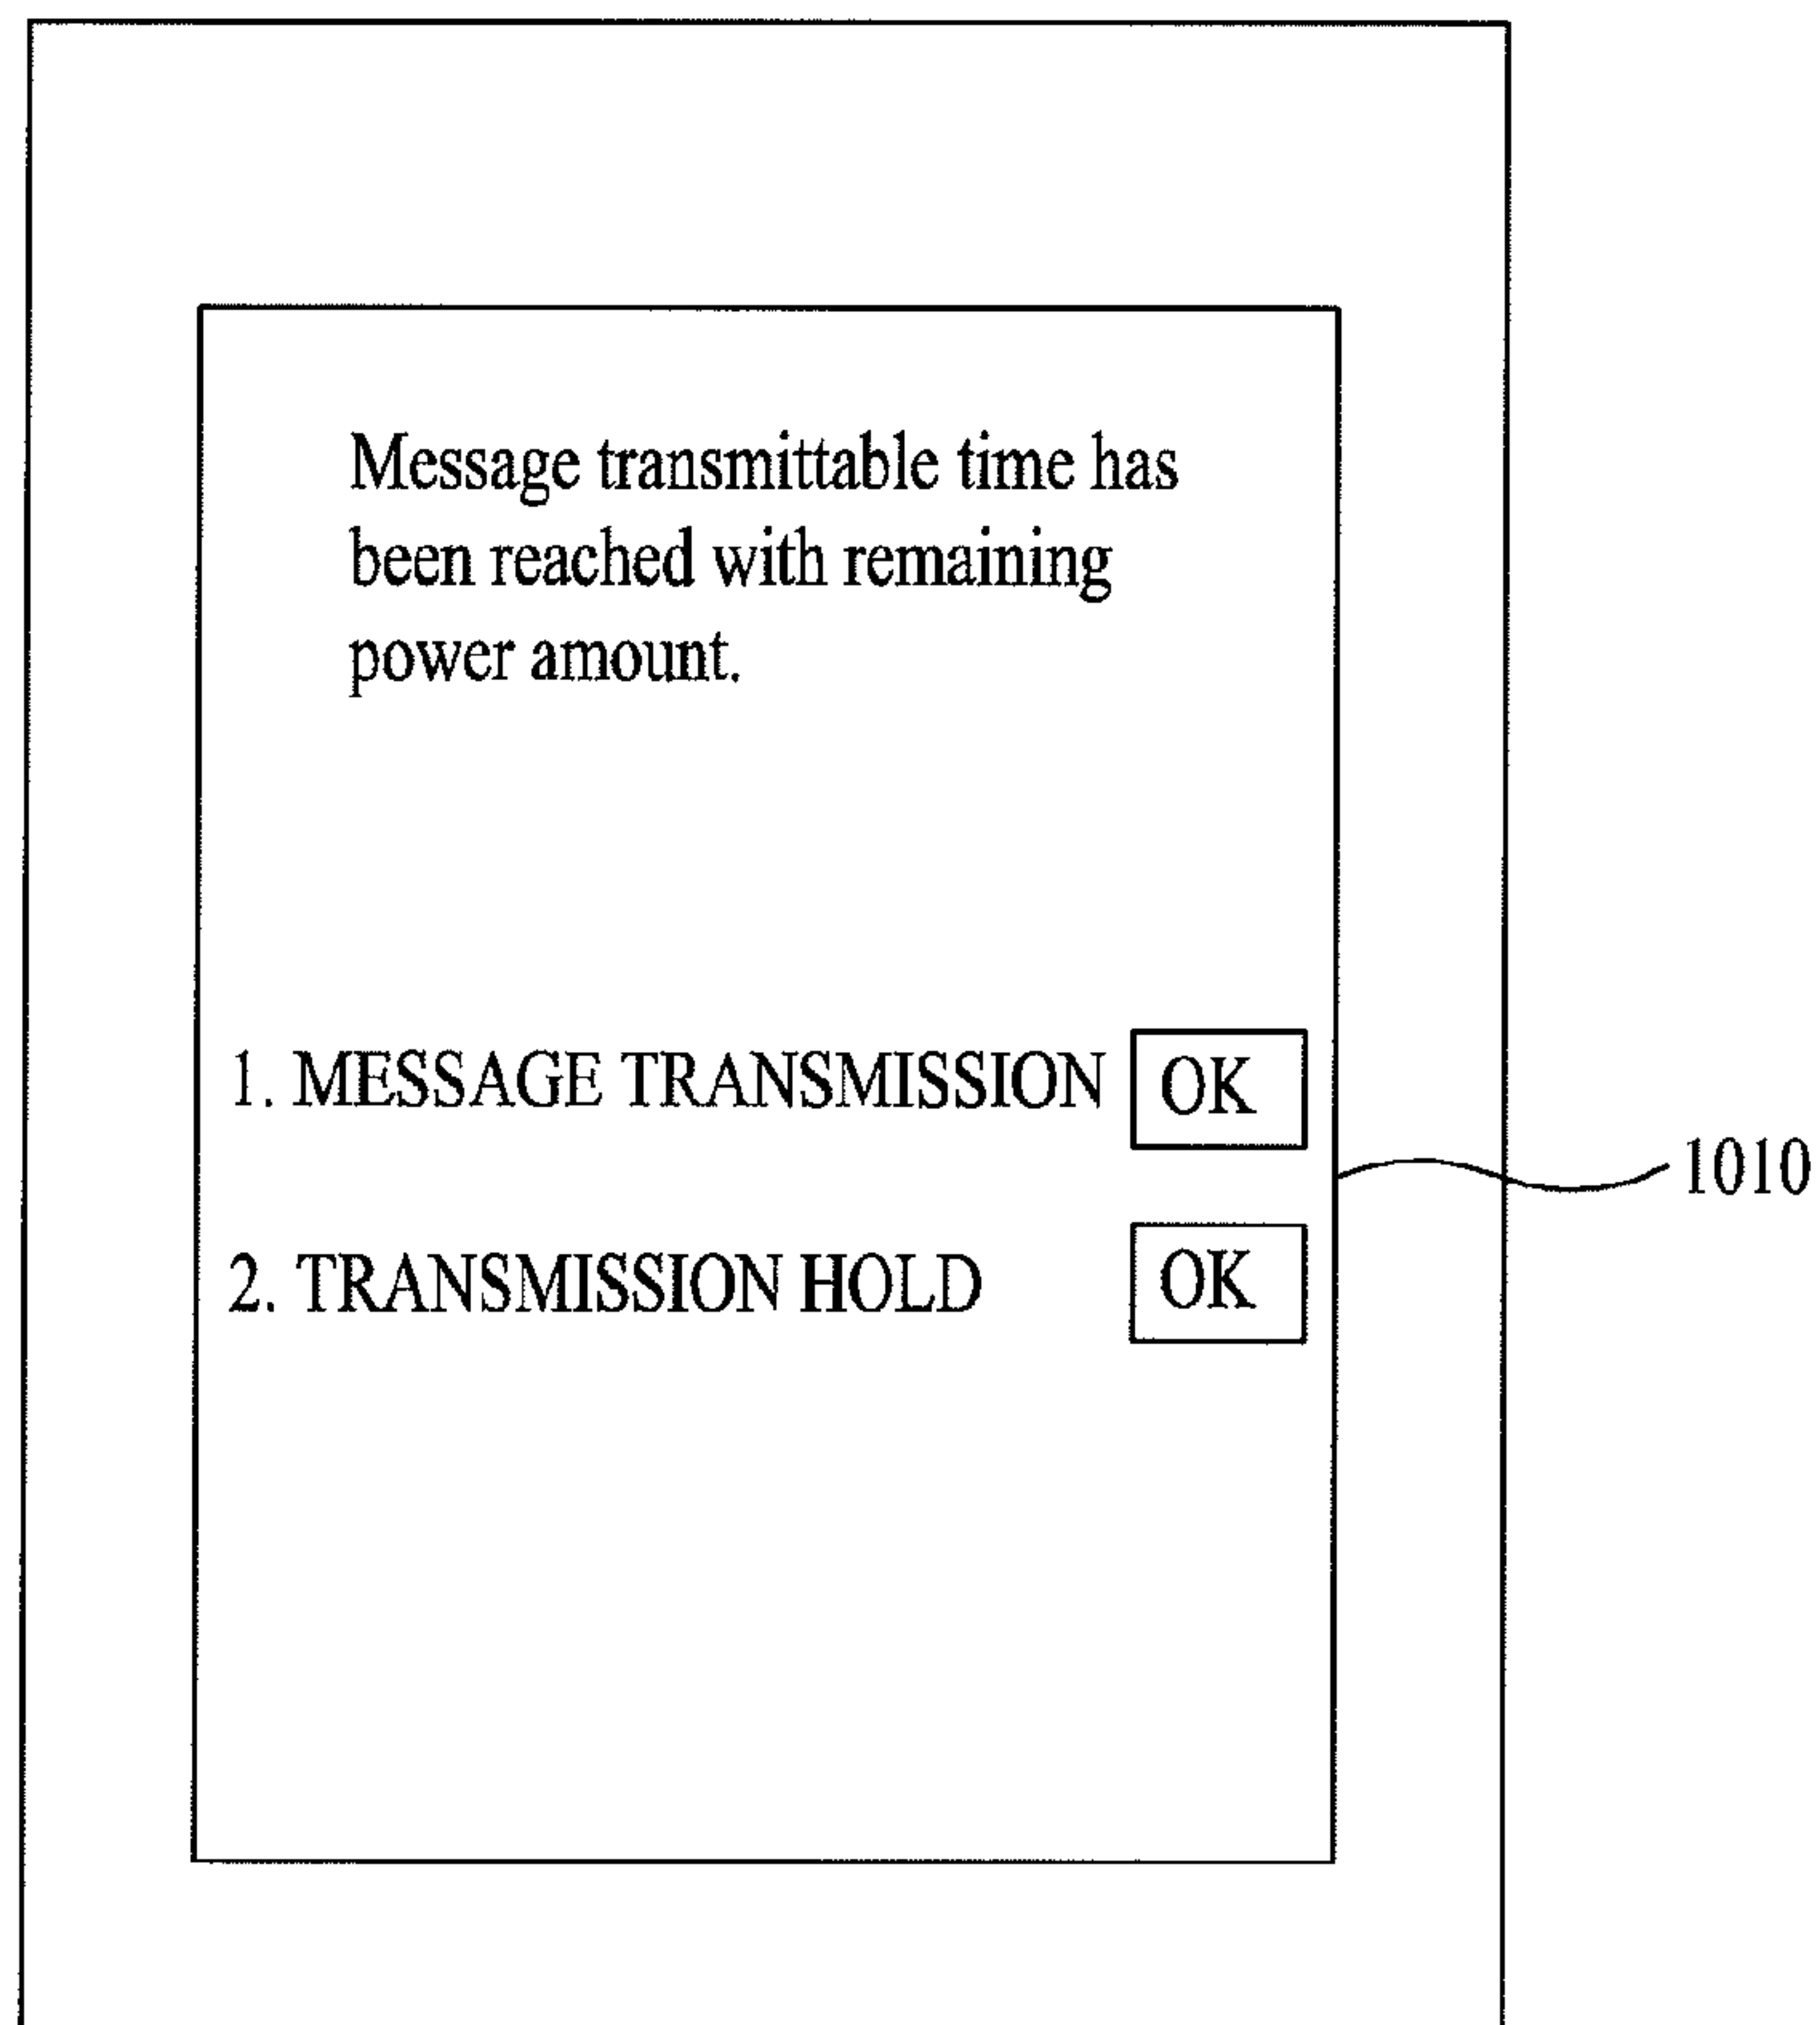 Message transmittable time has
been reached with remaining
power amount.
1. MESSAGE TRANSMISSION OK
1010
2. TRANSMISSION HOLD OK